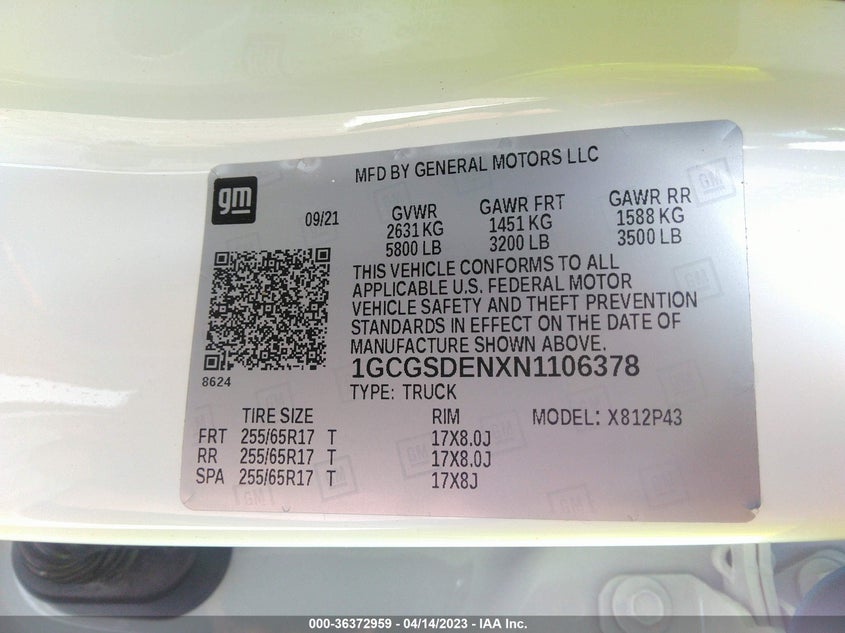 MFD BY GENERAL MOTORS LLC
gm
09/21
GVWR
2631 KG
5800 LB
GAWR FRT
1451 KG
3200 LB
GAWR RR
1588 KG
3500 LB
THIS VEHICLE CONFORMS TO ALL
APPLICABLE U.S. FEDERAL MOTOR
VEHICLE SAFETY AND THEFT PREVENTION
STANDARDS IN EFFECT ON THE DATE OF
MANUFACTURE SHOWN ABOVE.
8624
1GCGSDENXN1106378
TYPE: TRUCK
TIRE SIZE RIM MODEL: X812P43
FRT 255/65R17 T 17X8.0J
RR 255/65R17 T 17X8.0J
SPA 255/65R17 T 17X8J
000-36372959 - 04/14/2023 - IAA Inc.